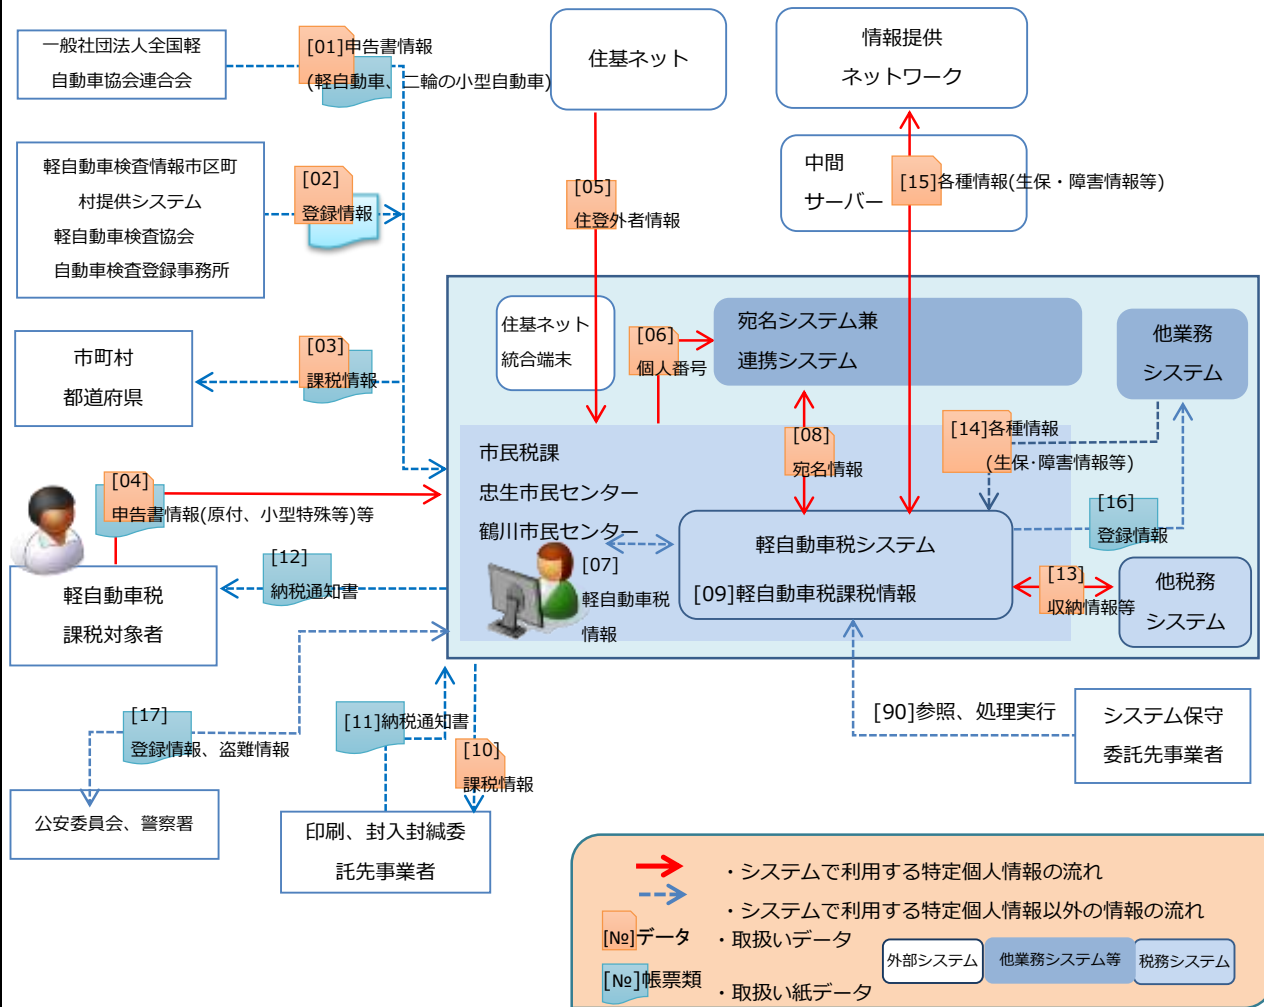 一般社団法人全国軽
自動車協会連合会
[01]申告書情報
(軽自動車、二輪の小型自動車)
住基ネット
情報提供
ネットワーク
軽自動車検査情報市区町
村提供システム
軽自動車検査協会
自動車検査登録事務所
[02]
登録情報
[05]
住登外者情報
中間
サーバー
[15]各種情報(生保・障害情報等)
市町村
都道府県
[03]
課税情報
住基ネット
統合端末
[06]
個人番号
宛名システム兼
連携システム
他業務
システム
[04]
申告書情報(原付、小型特殊等)等
軽自動車税
課税対象者
市民税課
忠生市民センター
鶴川市民センター
[08]
宛名情報
[14]各種情報
(生保・障害情報等)
[16]
登録情報
[12]
納税通知書
[07]
軽自動車税
情報
軽自動車税システム
[09]軽自動車税課税情報
[13]
収納情報等
他税務
システム
[17]
登録情報、盗難情報
公安委員会、警察署
[11]納税通知書
[10]
課税情報
印刷、封入封緘委
託先事業者
[90]参照、処理実行
システム保守
委託先事業者
・システムで利用する特定個人情報の流れ
・システムで利用する特定個人情報以外の情報の流れ
[№]データ ・取扱いデータ
[№]帳票類 ・取扱い紙データ
外部システム 他業務システム等 税務システム